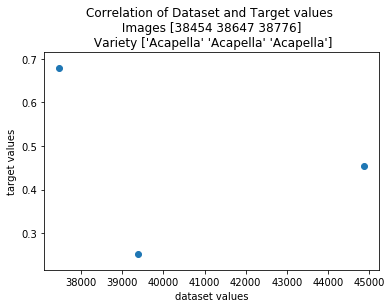 Correlation of Dataset and Target values
Images [38454 38647 38776]
Variety ['Acapella' 'Acapella' 'Acapella']
0.7
0.6
0.5
0.4
0.3
target values
38000 39000 40000 41000 42000 43000 44000 45000
dataset values